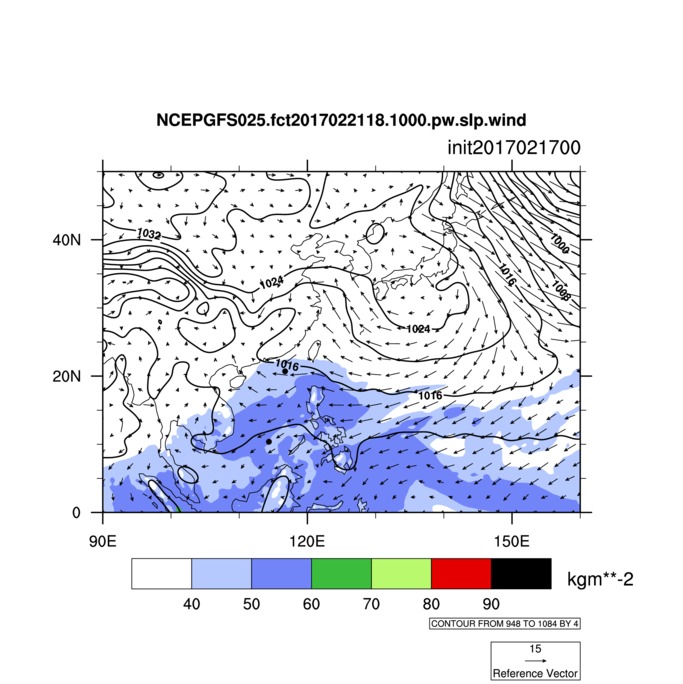 NCEPGFS025.fct2017022118.1000.pw.slp.wind
init2017021700
40N
20N
0
90E 120E 150E
1032
1024
1024
1016
1016
1016
1000
1008
40 50 60 70 80 90
kgm**-2
CONTOUR FROM 948 TO 1084 BY 4
15
Reference Vector